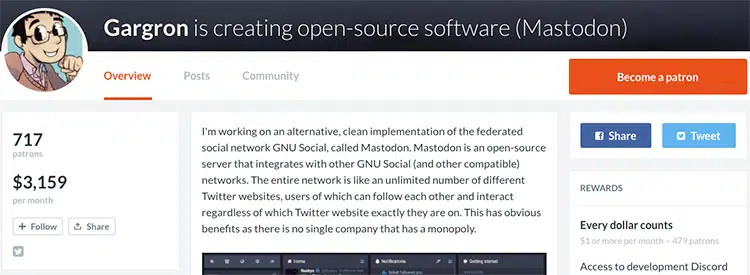 Gargron is creating open-source software (Mastodon)
Overview
Posts
Community
Become a patron
717
patrons
$3,159
per month
+ Follow
Share
I'm working on an alternative, clean implementation of the federated
social network GNU Social, called Mastodon. Mastodon is an open-source
server that integrates with other GNU Social (and other compatible)
networks. The entire network is like an unlimited number of different
Twitter websites, users of which can follow each other and interact
regardless of which Twitter website exactly they are on. This has obvious
benefits as there is no single company that has a monopoly.
Home
Notifications
Getting started
Share
Tweet
REWARDS
Every dollar counts
$1 or more per month – 479 patrons
Access to development Discord